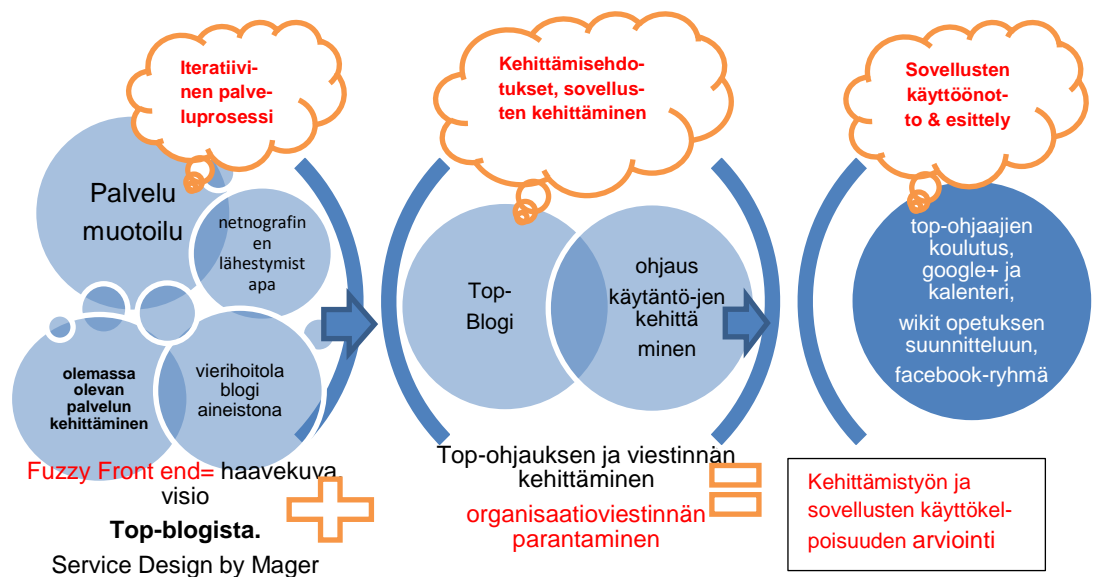 Iteratiivi-
nen palve-
luprosessi
Palvelu
muotoilu
netnografin
en
lähestymist
apa
olemassa
olevan
palvelun
kehittäminen
vierihoitola
blogi
aineistona
Fuzzy Front end= haavekuva,
visio
Top-blogista.
Service Design by Mager
Kehittämisehdo-
tukset, sovellus-
ten kehittäminen
Top-
Blogi
ohjaus
käytäntö-jen
kehittä
minen
Top-ohjauksen ja viestinnän
kehittäminen
organisaatioviestinnän
parantaminen
Sovellusten
käyttöönot-
to & esittely
top-ohjaajien
koulutus,
google+ ja
kalenteri,
wikit opetuksen
suunnitteluun,
facebook-ryhmä
Kehittämistyön ja
sovellusten käyttökel-
poisuuden arviointi